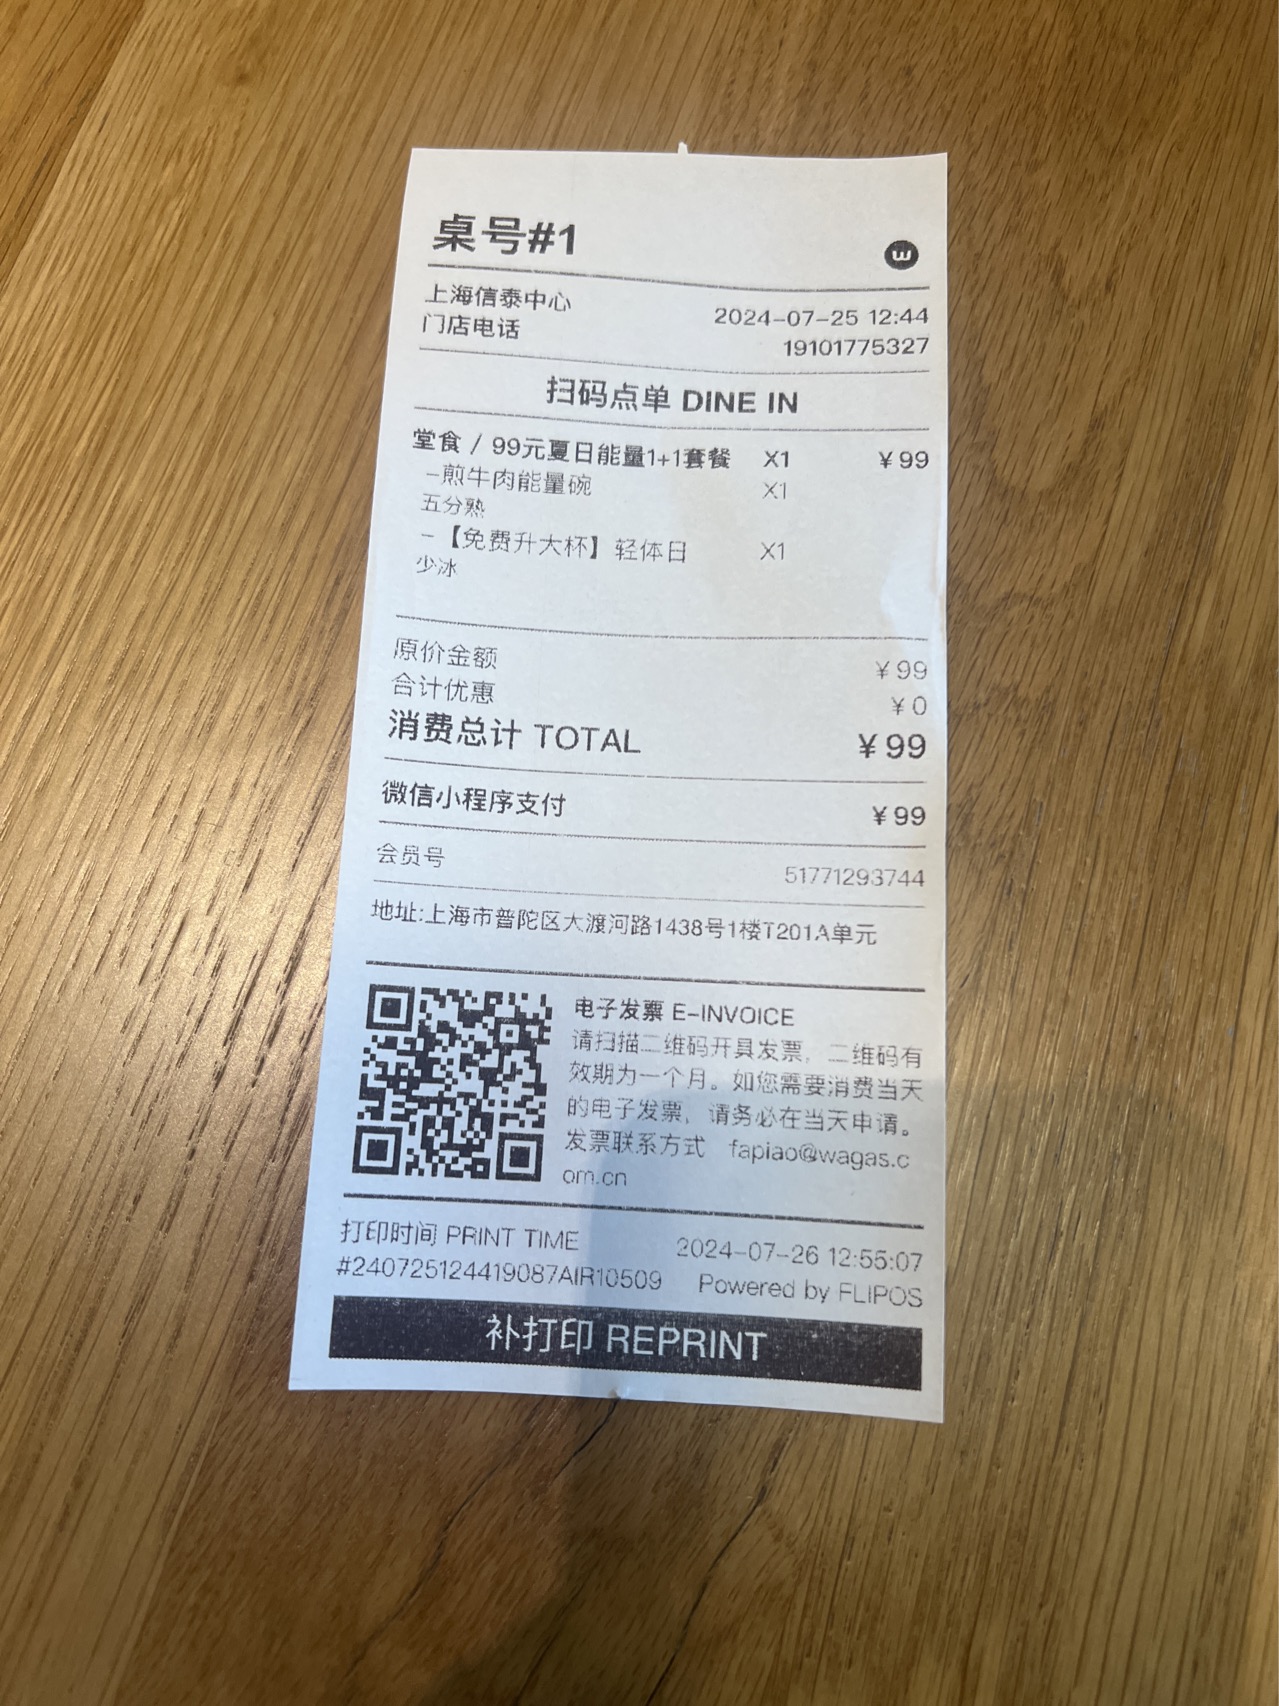 桌号#1
W
上海信泰中心 2024-07-25 12:44
门店电话 19101775327
扫码点单 DINE IN
堂食 / 99元夏日能量1+1套餐 X1 ¥99
-煎牛肉能量碗 X1
五分熟
-【免费升大杯】轻体日 X1
少冰
原价金额 ¥99
合计优惠 ¥0
消费总计 TOTAL ¥99
微信小程序支付 ¥99
会员号 51771293744
地址:上海市普陀区大渡河路1438号1楼T201A单元
电子发票 E-INVOICE
请扫描二维码开具发票，二维码有
效期为一个月。如您需要消费当天
的电子发票，请务必在当天申请。
发票联系方式 fapiao@wagas.c
om.cn
打印时间 PRINT TIME 2024-07-26 12:55:07
#240725124419087AIR10509 Powered by FLIPOS
补打印 REPRINT